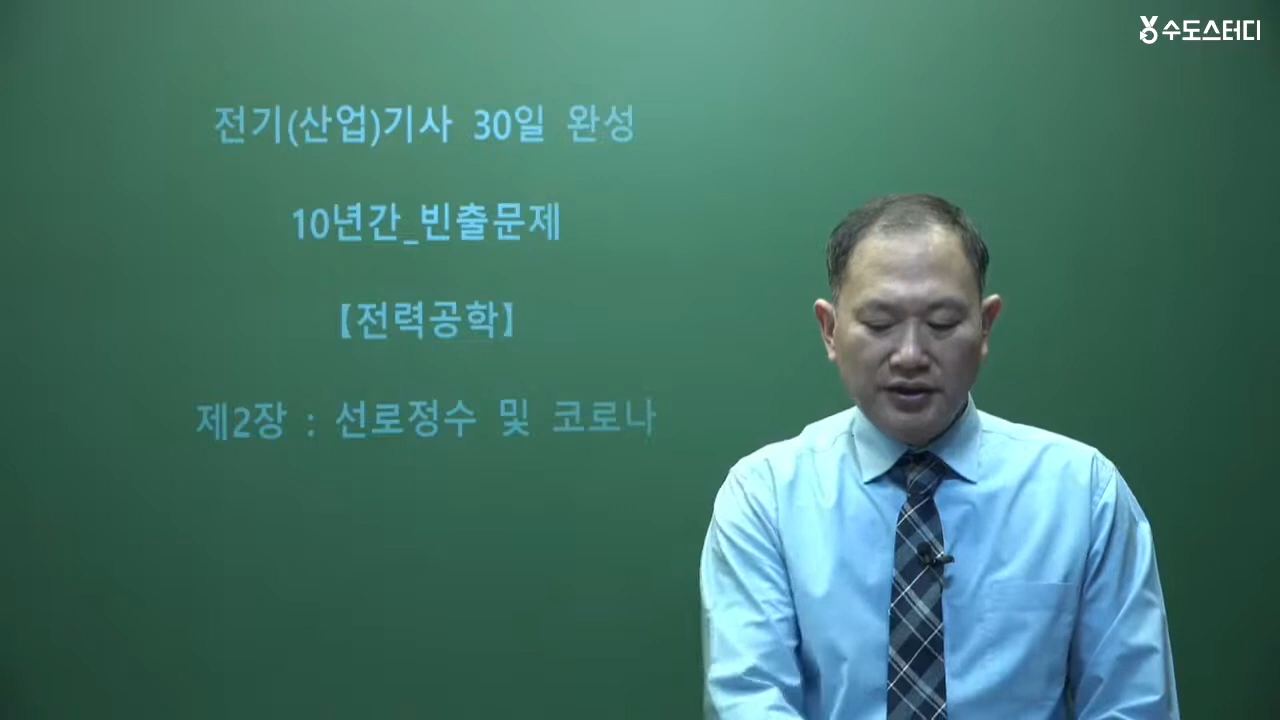 수도스터디
전기(산업)기사 30일 완성
10년간_빈출문제
【전력공학】
제2장 : 선로정수 및 코로나